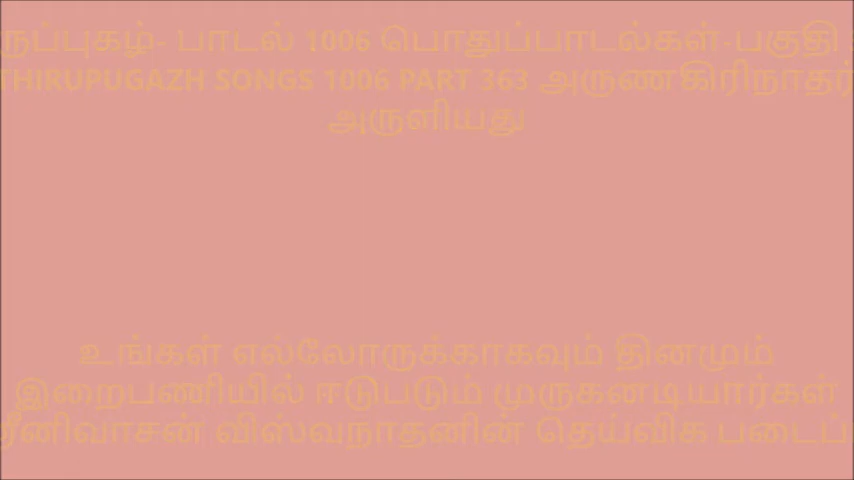 ருப்புகழ்- பாடல் 1006 பொதுப்பாடல்கள்-பகுதி
THIRUPUGAZH SONGS 1006 PART 363 அருணகிரிநாதர்
அருளியது
உங்கள் எல்லோருக்காகவும் தினமும்
இறைபணியில் ஈடுபடும் முருகனடியார்கள்
ஸ்ரீனிவாசன் விஸ்வநாதனின் தெய்விக படைப்